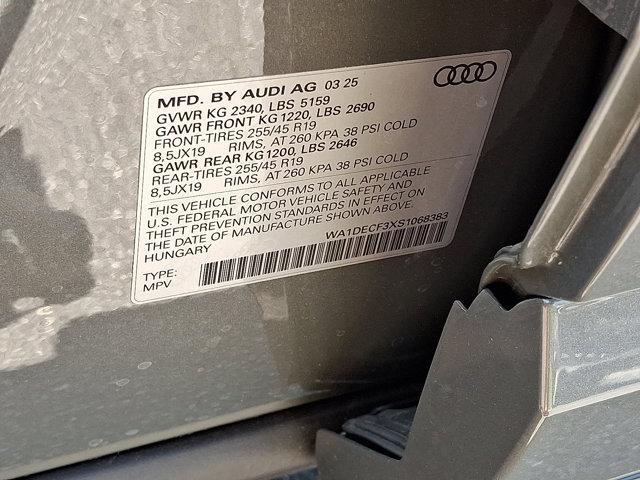 MFD. BY AUDI AG 03 25
GVWR KG 2340, LBS 5159
GAWR FRONT KG 1220, LBS 2690
FRONT-TIRES 255/45 R19
8,5JX19 RIMS, AT 260 KPA 38 PSI COLD
GAWR REAR KG 1200, LBS 2646
REAR-TIRES 255/45 R19
8,5JX19 RIMS, AT 260 KPA 38 PSI COLD
THIS VEHICLE CONFORMS TO ALL APPLICABLE
U.S. FEDERAL MOTOR VEHICLE SAFETY AND
THEFT PREVENTION STANDARDS IN EFFECT ON
THE DATE OF MANUFACTURE SHOWN ABOVE.
HUNGARY WA1DECF3XS1068383
TYPE:
MPV